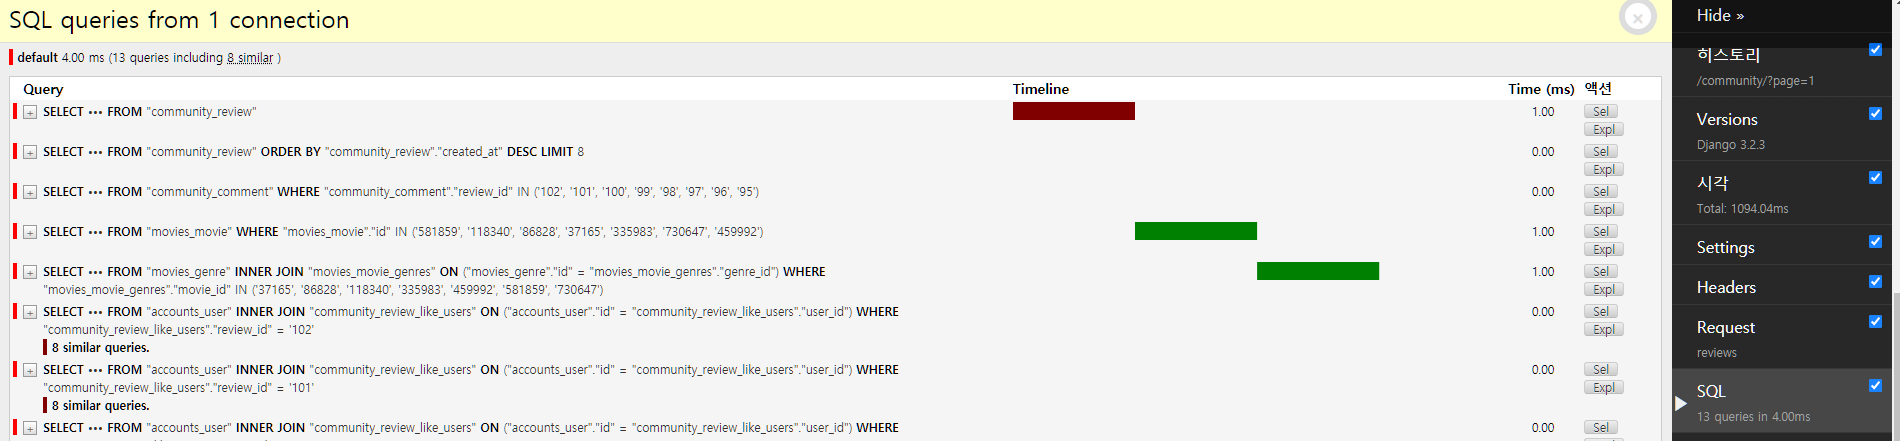 SQL queries from 1 connection
default 4.00 ms (13 queries including 8 similar )
Query Timeline Time (ms) 액션
+ SELECT ••• FROM "community_review" 1.00 Sel
Expl
+ SELECT ••• FROM "community_review" ORDER BY "community_review"."created_at" DESC LIMIT 8 0.00 Sel
Expl
+ SELECT ••• FROM "community_comment" WHERE "community_comment"."review_id" IN ('102', '101', '100', '99', '98', '97', '96', '95') 0.00 Sel
Expl
+ SELECT ••• FROM "movies_movie" WHERE "movies_movie"."id" IN ('581859', '118340', '86828', '37165', '335983', '730647', '459992') 1.00 Sel
Expl
+ SELECT ••• FROM "movies_genre" INNER JOIN "movies_movie_genres" ON ("movies_genre"."id" = "movies_movie_genres"."genre_id") WHERE 1.00 Sel
"movies_movie_genres"."movie_id" IN ('37165', '86828', '118340', '335983', '459992', '581859', '730647') Expl
+ SELECT ••• FROM "accounts_user" INNER JOIN "community_review_like_users" ON ("accounts_user"."id" = "community_review_like_users"."user_id") WHERE 0.00 Sel
"community_review_like_users"."review_id" = '102' Expl
8 similar queries.
+ SELECT ••• FROM "accounts_user" INNER JOIN "community_review_like_users" ON ("accounts_user"."id" = "community_review_like_users"."user_id") WHERE 0.00 Sel
"community_review_like_users"."review_id" = '101' Expl
8 similar queries.
+ SELECT ••• FROM "accounts_user" INNER JOIN "community_review_like_users" ON ("accounts_user"."id" = "community_review_like_users"."user_id") WHERE 0.00 Sel
Hide »
히스토리
/community/?page=1
Versions
Django 3.2.3
시각
Total: 1094.04ms
Settings
Headers
Request
reviews
SQL
13 queries in 4.00ms